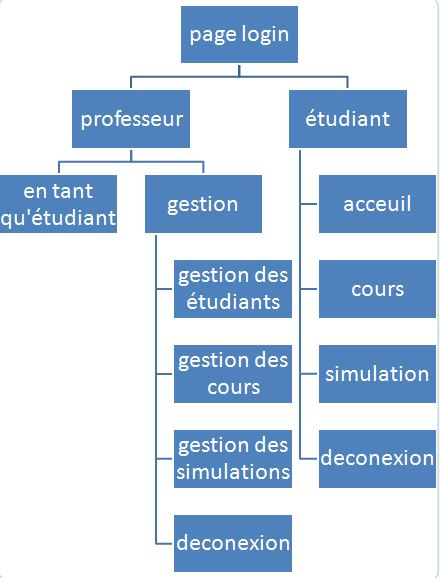 page login
professeur
étudiant
en tant
qu'étudiant
gestion
acceuil
gestion des
étudiants
cours
gestion des
cours
simulation
gestion des
simulations
deconexion
deconexion